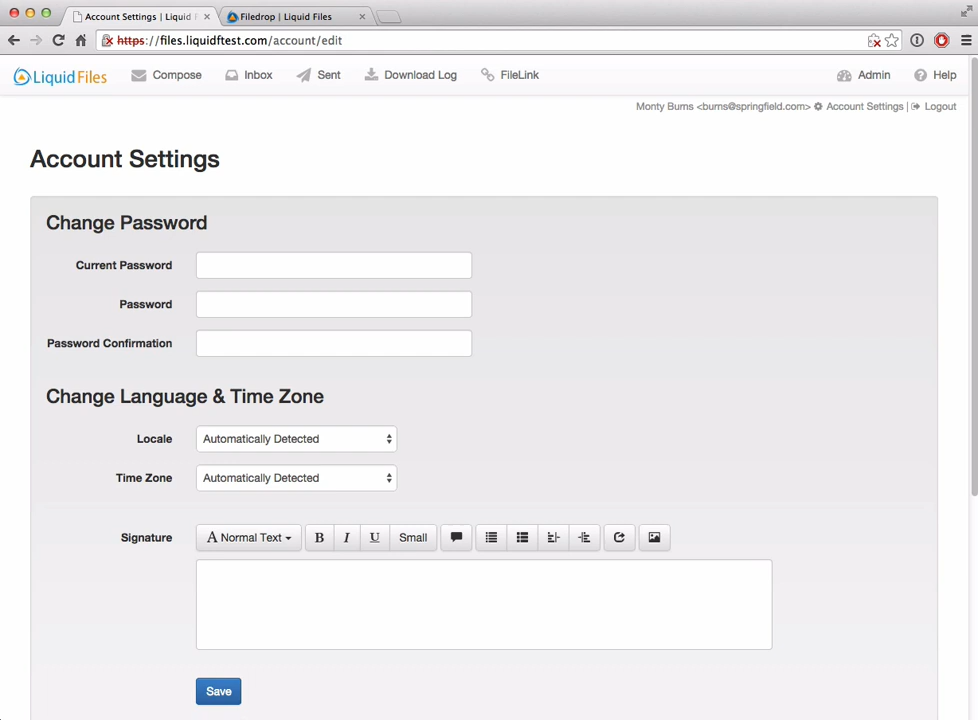 Account Settings | Liquid F
Filedrop | Liquid Files
https://files.liquidftest.com/account/edit
LiquidFiles Compose Inbox Sent Download Log FileLink Admin Help
Monty Burns <burns@springfield.com> Account Settings | Logout
Account Settings
Change Password
Current Password
Password
Password Confirmation
Change Language & Time Zone
Locale Automatically Detected
Time Zone Automatically Detected
Signature A Normal Text B I U Small
Save